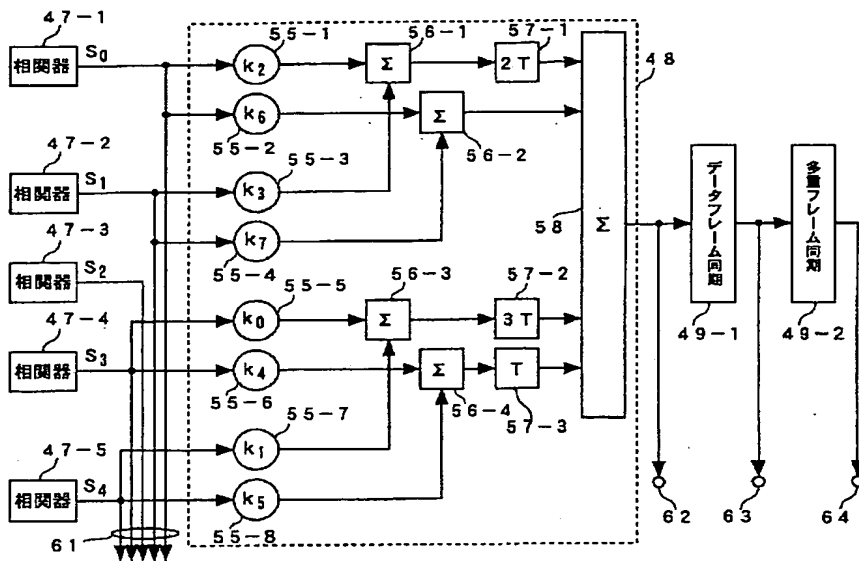 47-1
相関器
S0
55-1
k2
56-1
Σ
57-1
2T
48
k6
55-2
Σ
56-2
47-2
相関器
S1
55-3
k3
k7
55-4
47-3
相関器
S2
58
Σ
データフレーム同期
49-1
多重フレーム同期
49-2
55-5
k0
56-3
Σ
57-2
3T
47-4
相関器
S3
k4
55-6
Σ
56-4
T
57-3
55-7
k1
47-5
相関器
S4
k5
55-8
61
62
63
64